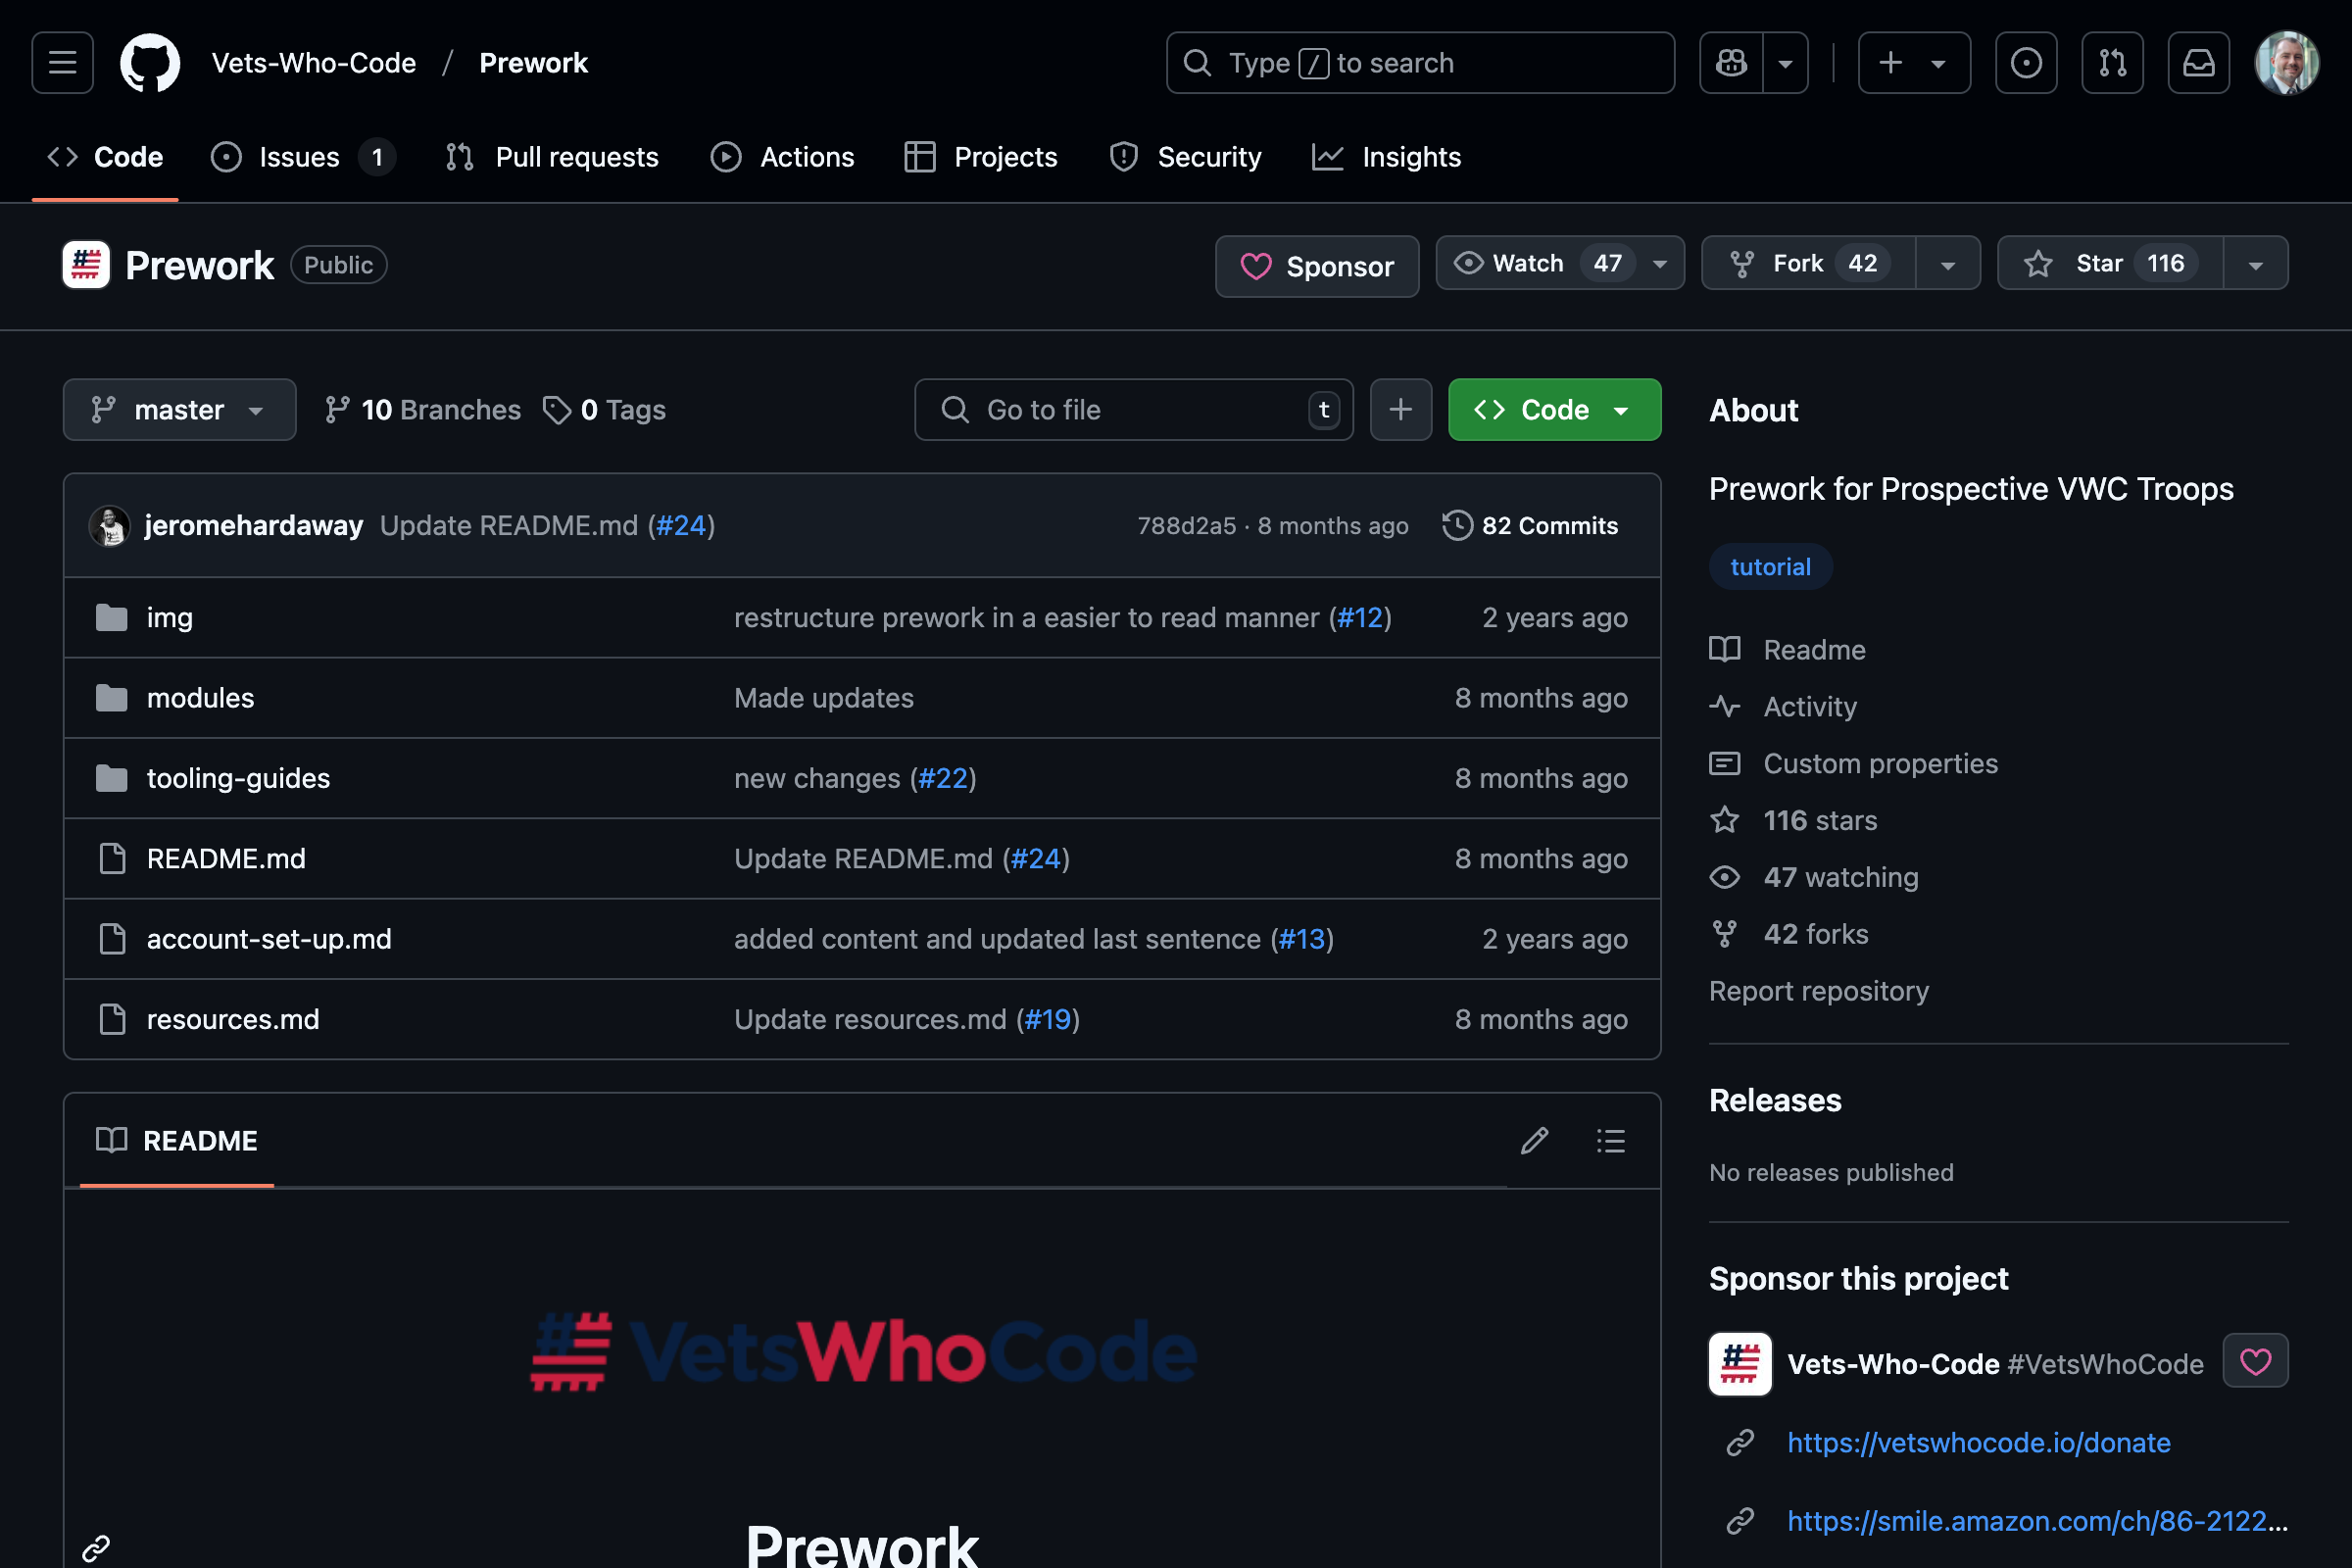 Vets-Who-Code / Prework
Type / to search
Code
Issues 1
Pull requests
Actions
Projects
Security
Insights
Prework Public
Sponsor
Watch 47
Fork 42
Star 116
master
10 Branches
0 Tags
Go to file t
Code
jeromehardaway Update README.md (#24) 788d2a5 · 8 months ago 82 Commits
img restructure prework in a easier to read manner (#12) 2 years ago
modules Made updates 8 months ago
tooling-guides new changes (#22) 8 months ago
README.md Update README.md (#24) 8 months ago
account-set-up.md added content and updated last sentence (#13) 2 years ago
resources.md Update resources.md (#19) 8 months ago
README
VetsWhoCode
Prework
About
Prework for Prospective VWC Troops
tutorial
Readme
Activity
Custom properties
116 stars
47 watching
42 forks
Report repository
Releases
No releases published
Sponsor this project
Vets-Who-Code #VetsWhoCode
https://vetswhocode.io/donate
https://smile.amazon.com/ch/86-2122...